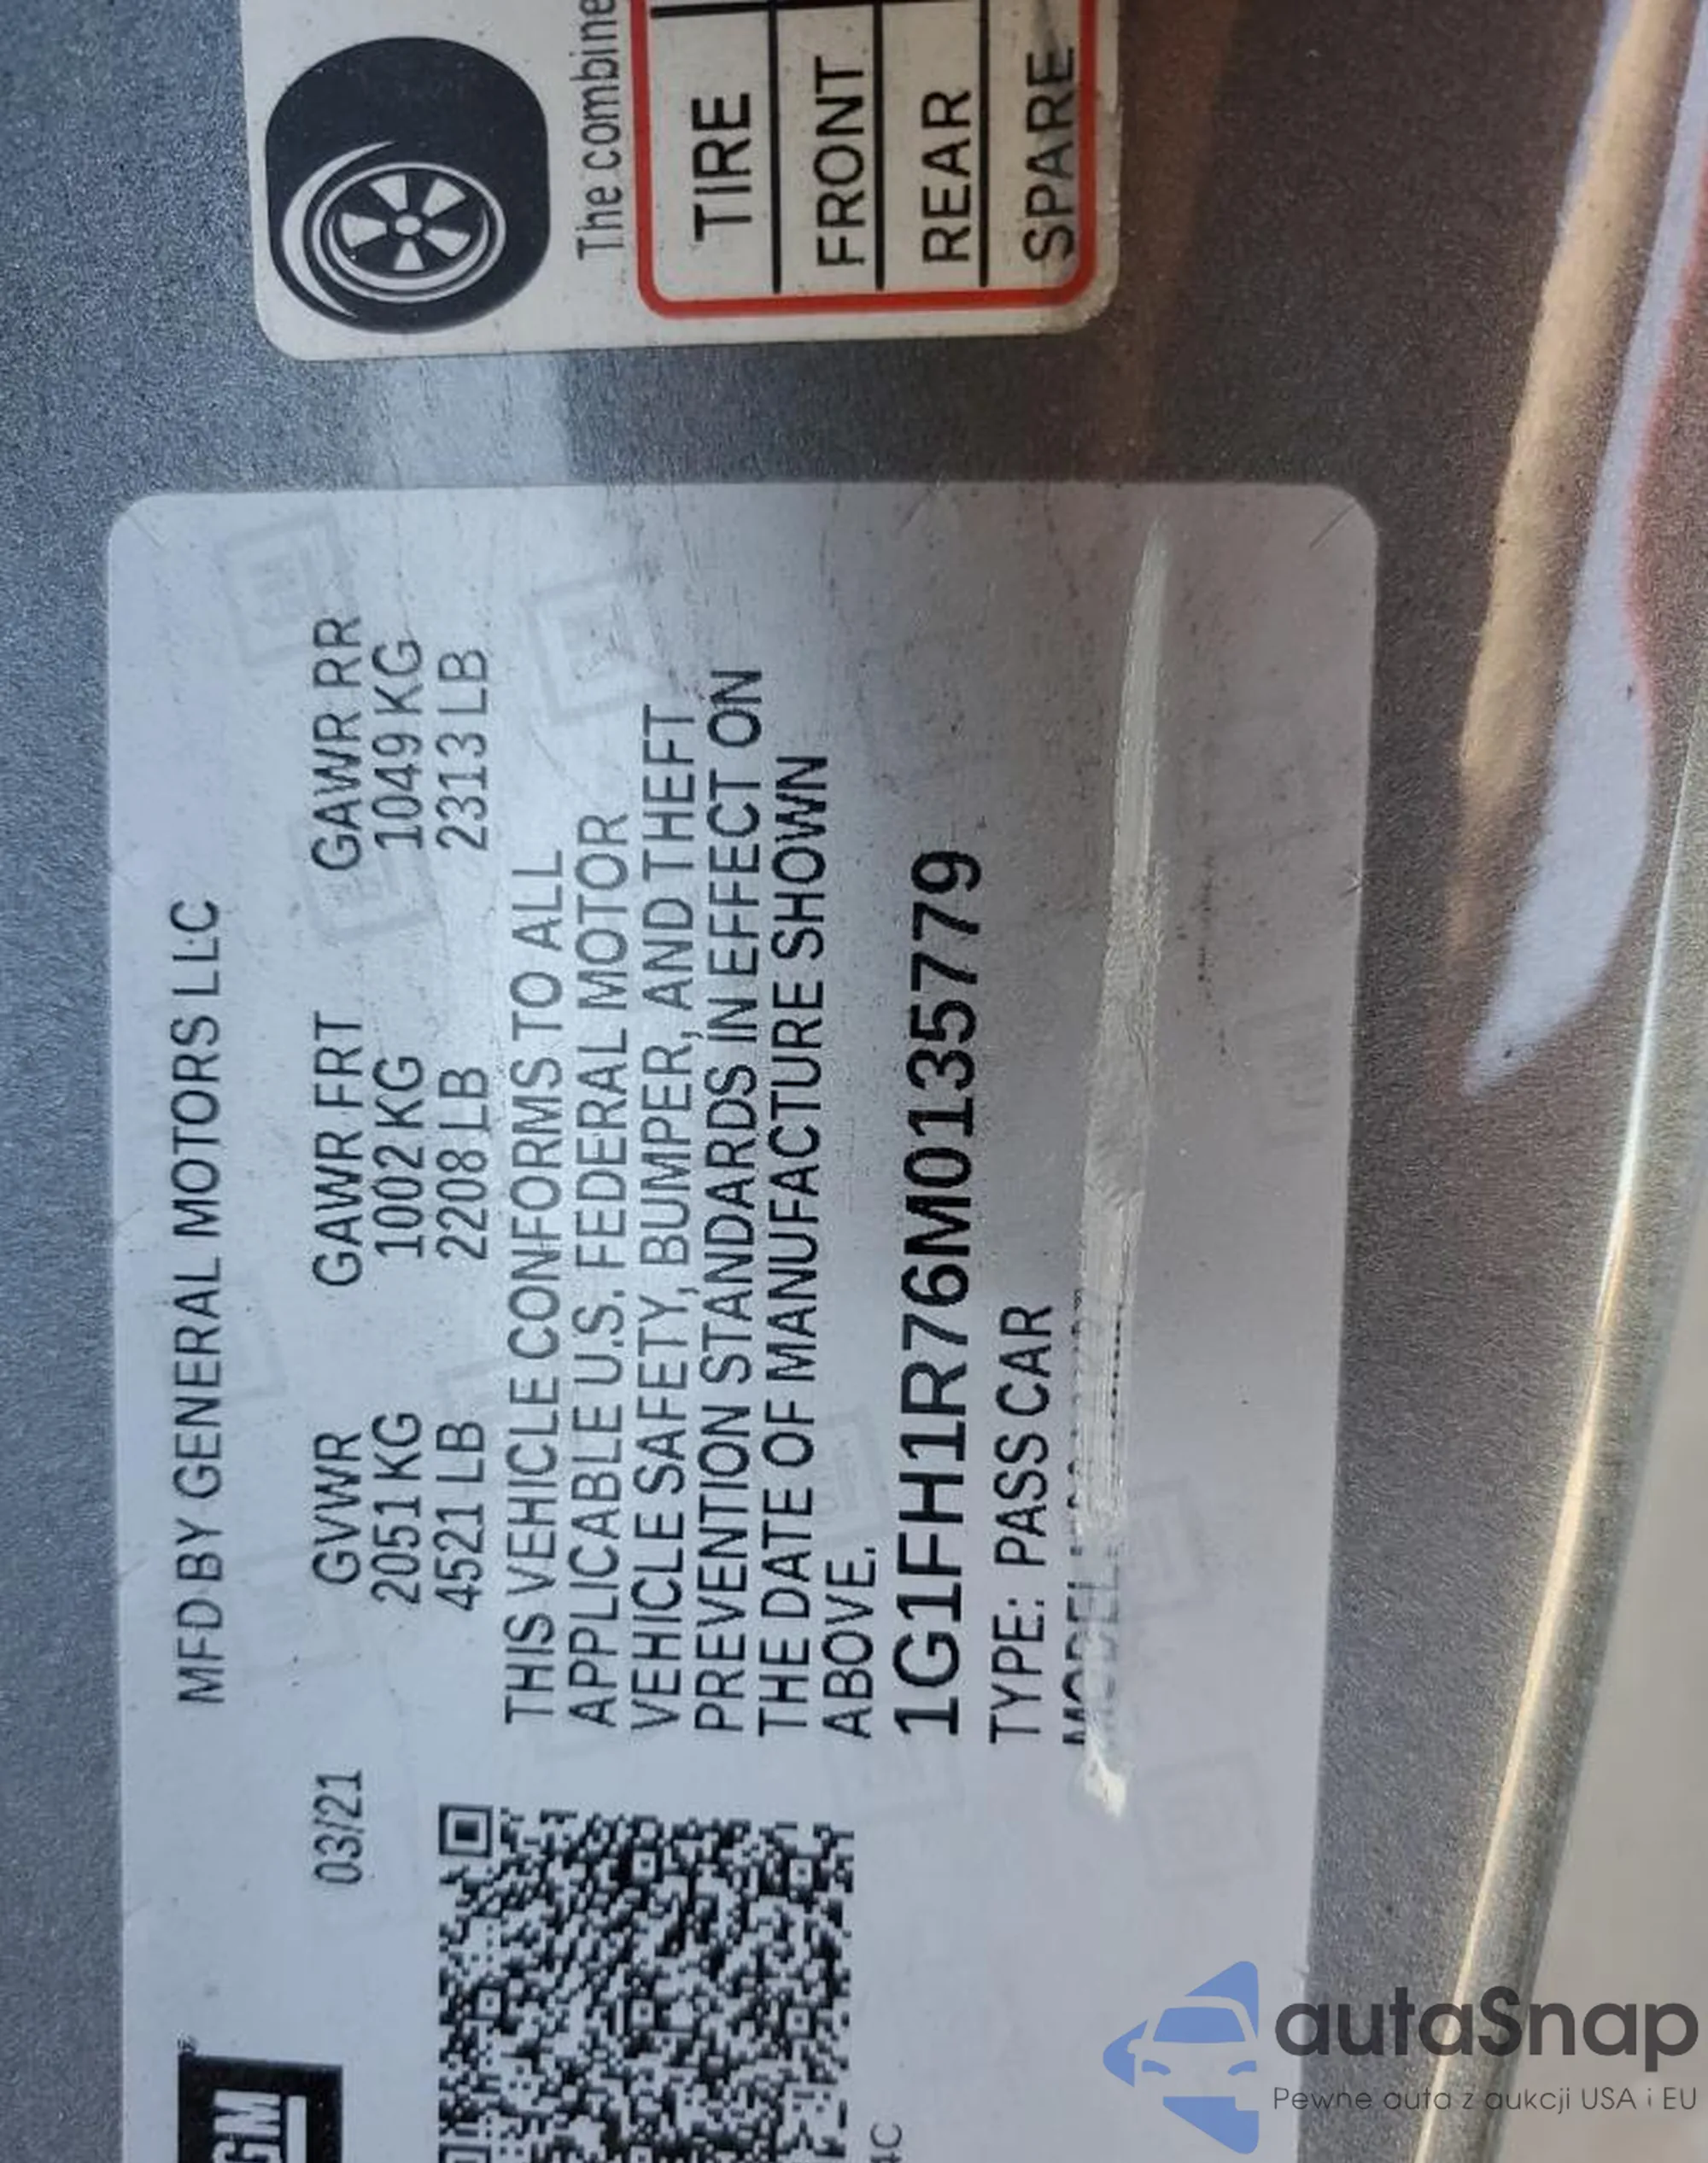 MFD BY GENERAL MOTORS LLC
03/21
GVWR GAWR FRT GAWR RR
2051 KG 1002 KG 1049 KG
4521 LB 2208 LB 2313 LB
THIS VEHICLE CONFORMS TO ALL
APPLICABLE U.S. FEDERAL MOTOR
VEHICLE SAFETY, BUMPER, AND THEFT
PREVENTION STANDARDS IN EFFECT ON
THE DATE OF MANUFACTURE SHOWN
ABOVE.
1G1FH1R76M0135779
TYPE: PASS CAR
MODEL:
GM
4C
The combine
TIRE
FRONT
REAR
SPARE
autaSnap
Pewne auta z aukcji USA i EU